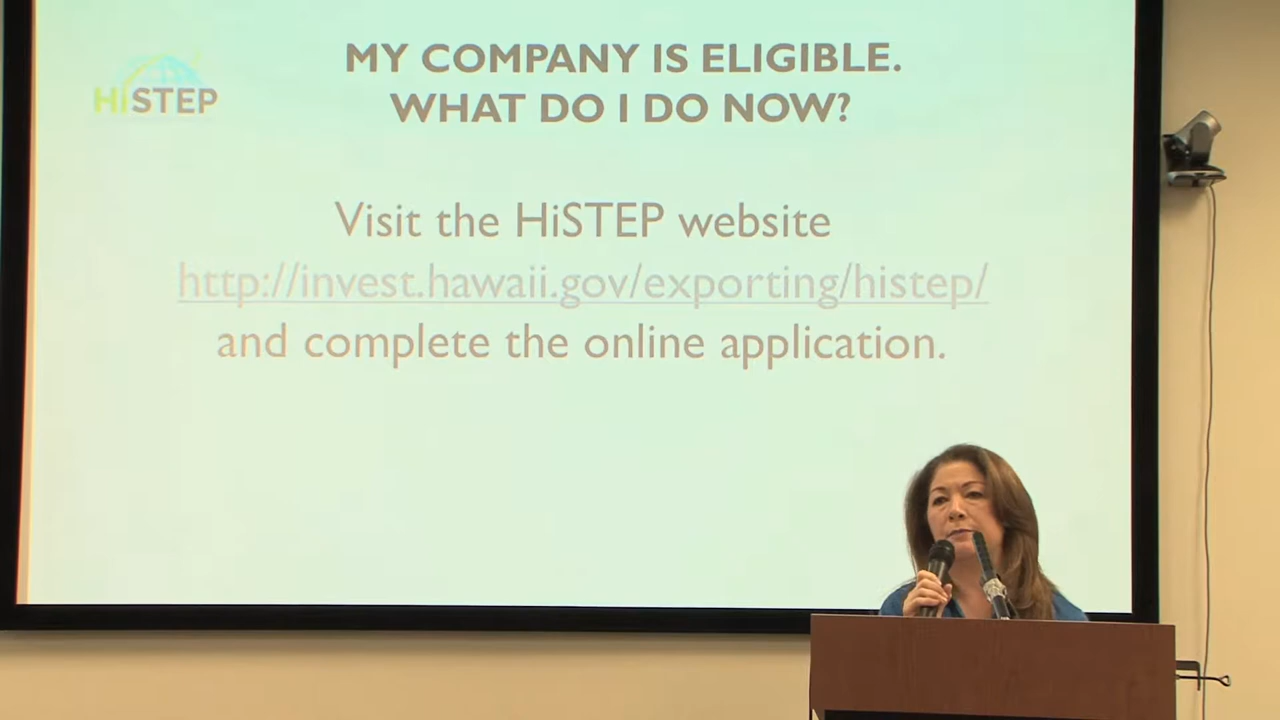 MY COMPANY IS ELIGIBLE.
WHAT DO I DO NOW?
HiSTEP
Visit the HiSTEP website
http://invest.hawaii.gov/exporting/histep/
and complete the online application.